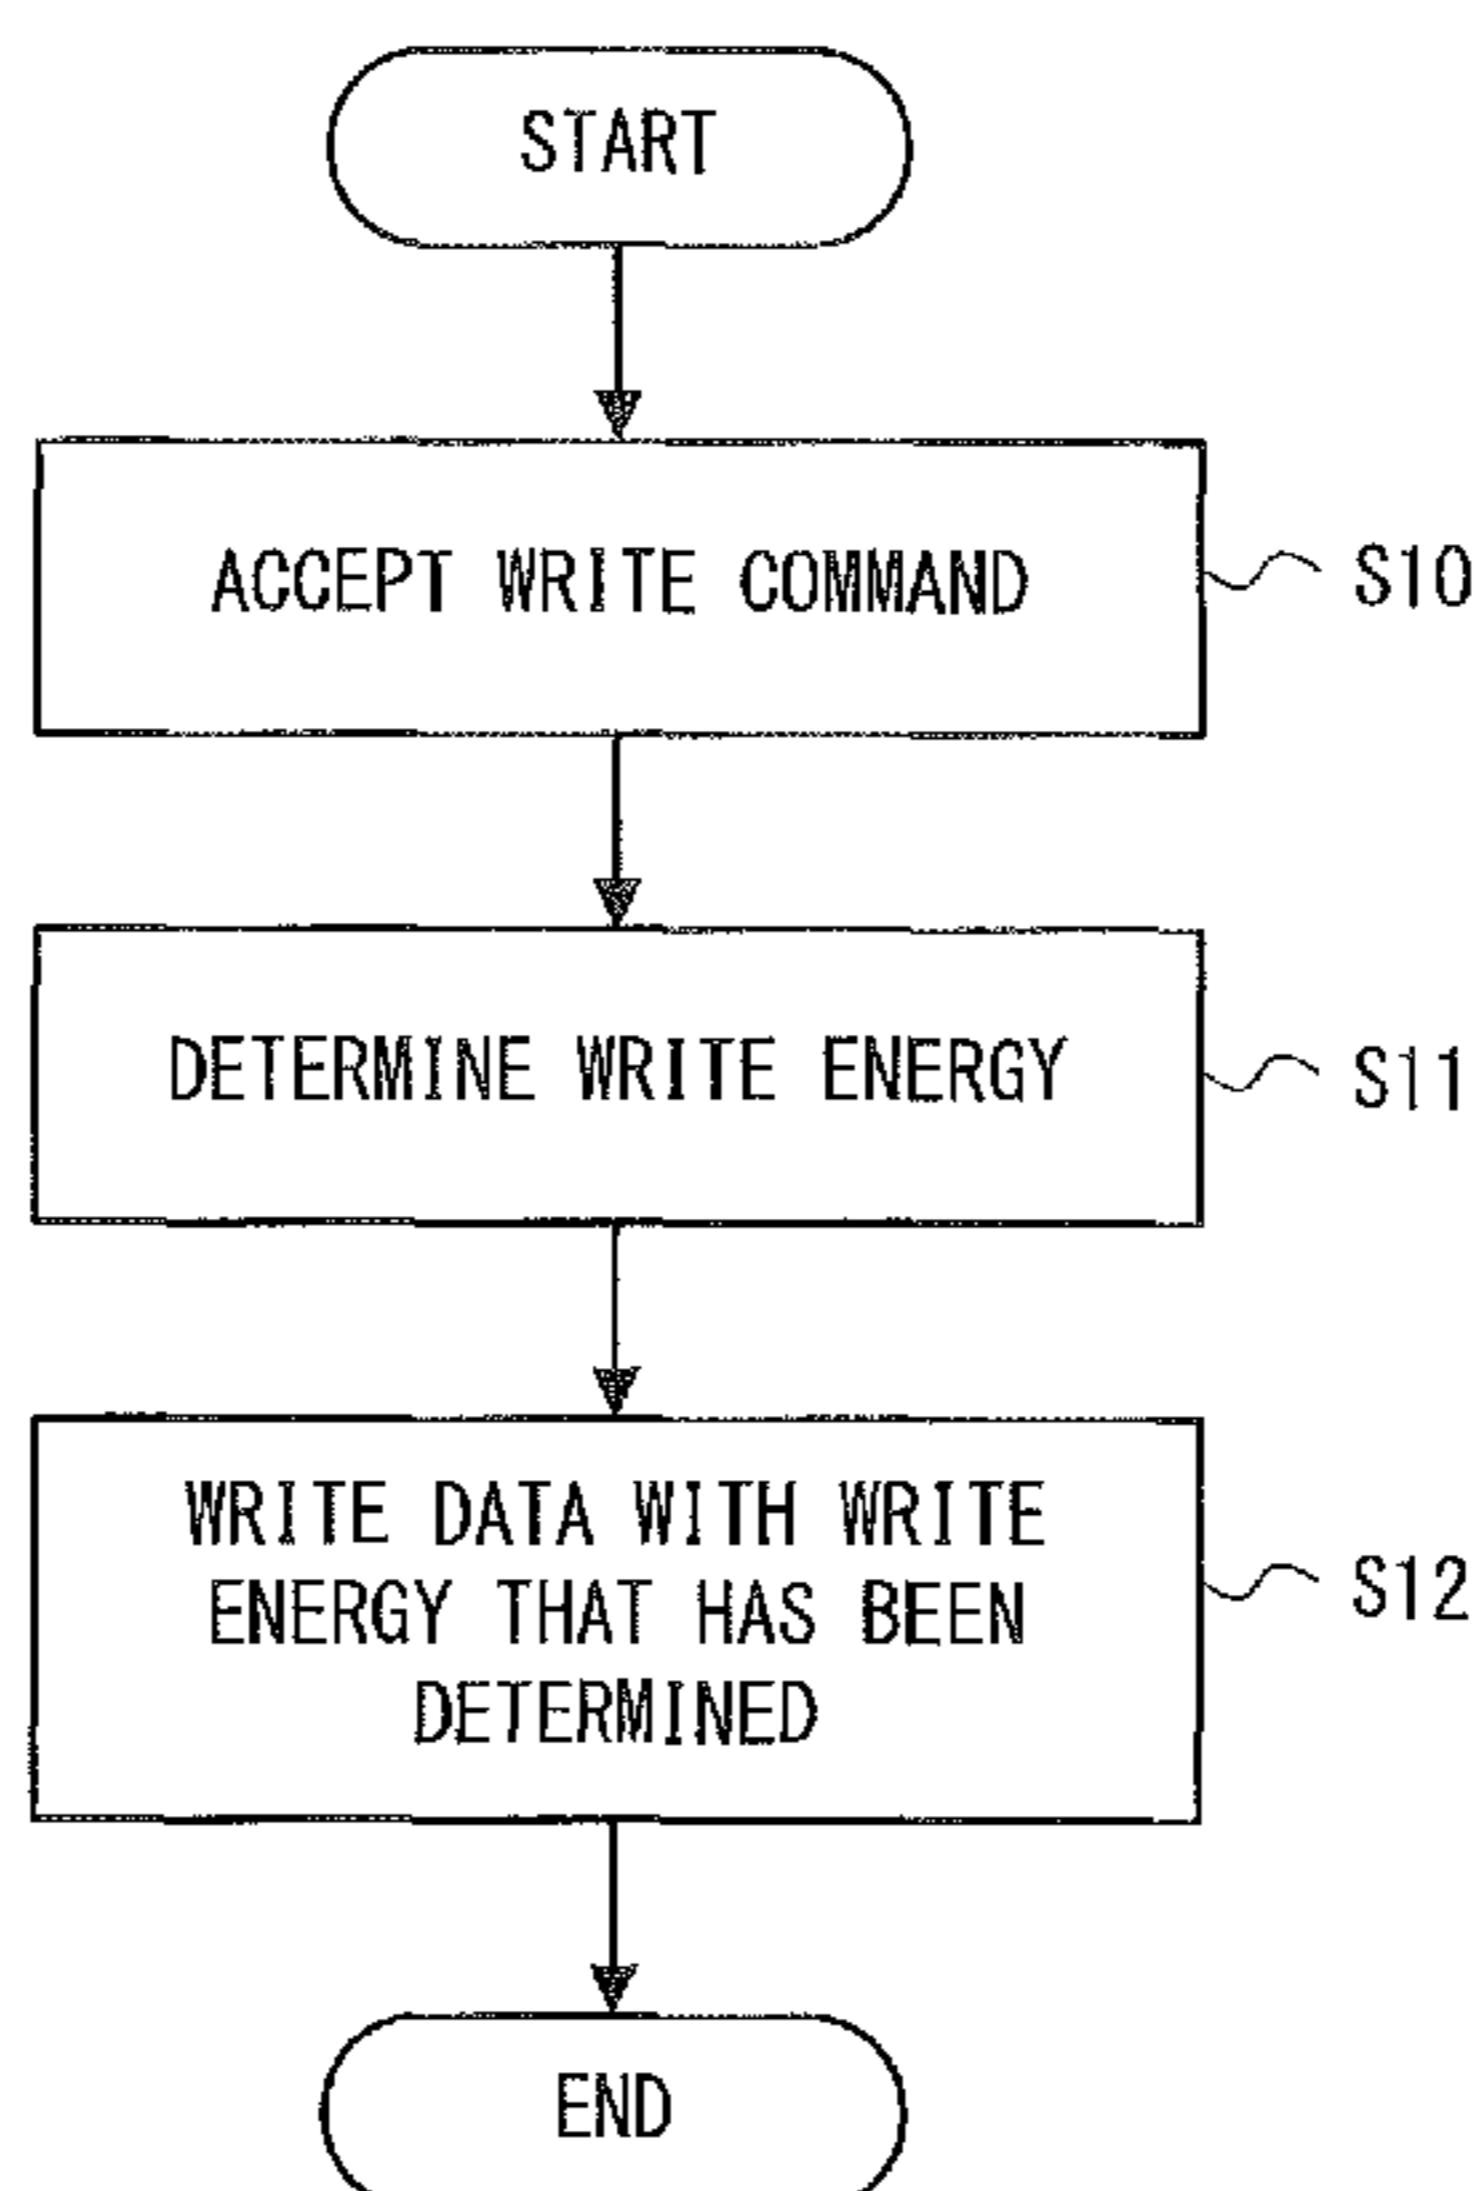 START
ACCEPT WRITE COMMAND
S10
DETERMINE WRITE ENERGY
S11
WRITE DATA WITH WRITE
ENERGY THAT HAS BEEN
DETERMINED
S12
END